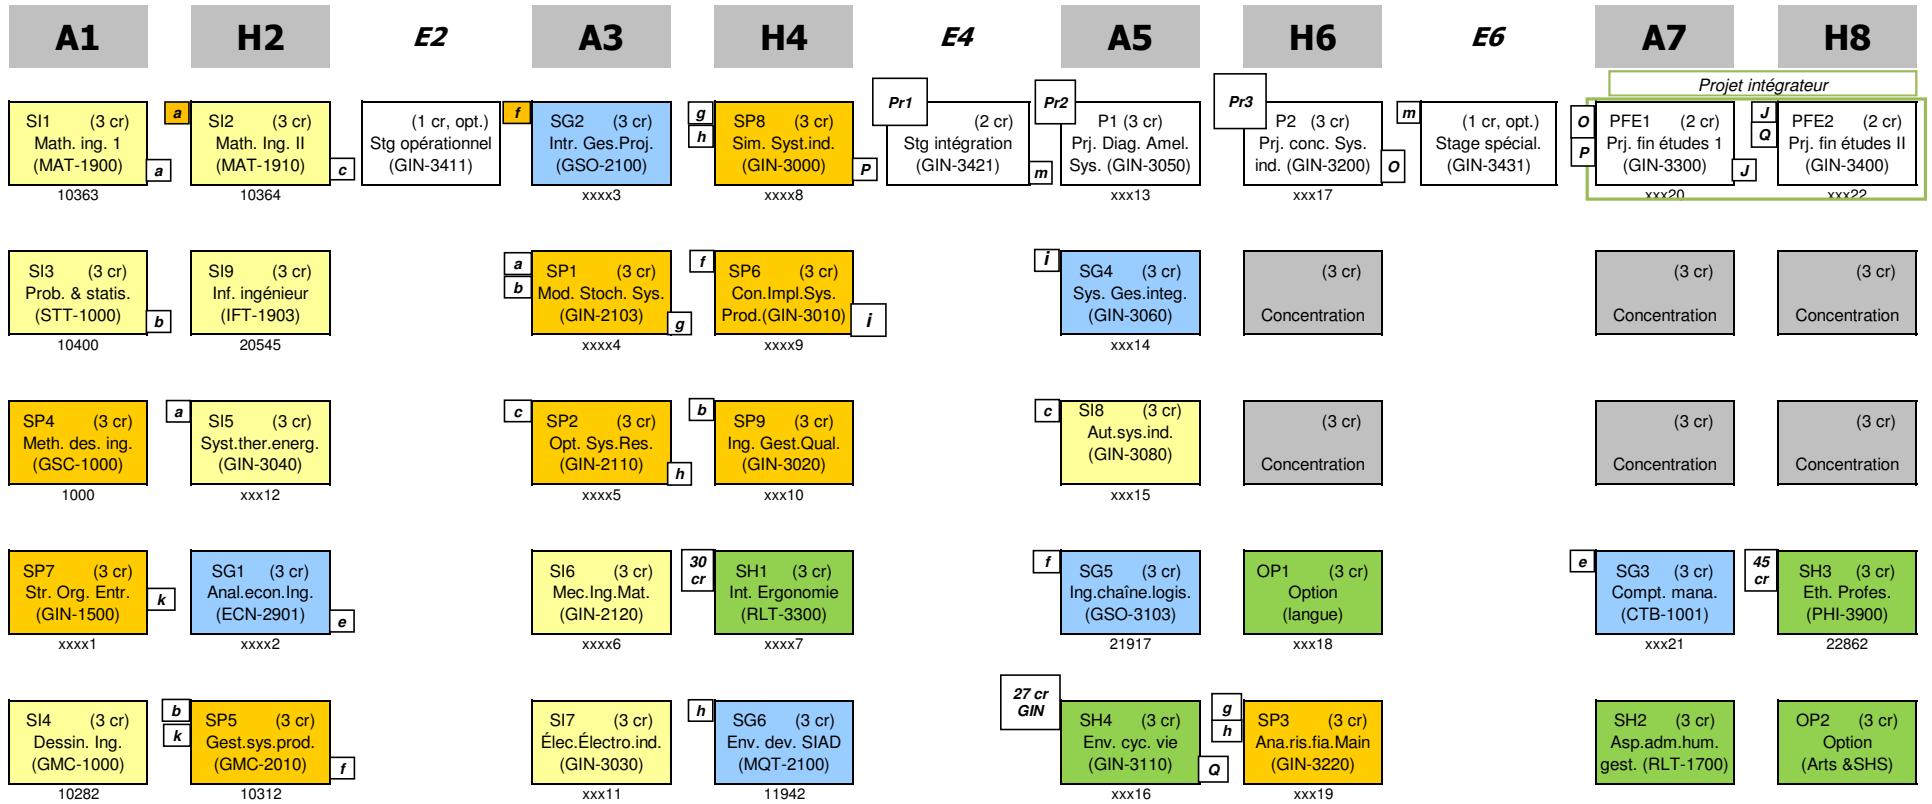 A1 H2 E2 A3 H4 E4 A5 H6 E6 A7 H8
Projet intégrateur
a
SI1 (3 cr)
Math. ing. 1
(MAT-1900)
a
10363
SI2 (3 cr)
Math. Ing. II
(MAT-1910)
c
10364
(1 cr, opt.)
Stg opérationnel
(GIN-3411)
f
SG2 (3 cr)
Intr. Ges.Proj.
(GSO-2100)
xxxx3
g
h
SP8 (3 cr)
Sim. Syst.ind.
(GIN-3000)
P
xxxx8
Pr1
(2 cr)
Stg intégration
(GIN-3421)
m
Pr2
P1 (3 cr)
Prj. Diag. Amel.
Sys. (GIN-3050)
xxx13
Pr3
P2 (3 cr)
Prj. conc. Sys.
ind. (GIN-3200)
O
xxx17
m
(1 cr, opt.)
Stage spécial.
(GIN-3431)
O
P
PFE1 (2 cr)
Prj. fin études 1
(GIN-3300)
J
xxx20
J
Q
PFE2 (2 cr)
Prj. fin études II
(GIN-3400)
xxx22
SI3 (3 cr)
Prob. & statis.
(STT-1000)
b
10400
SI9 (3 cr)
Inf. ingénieur
(IFT-1903)
20545
a
b
SP1 (3 cr)
Mod. Stoch. Sys.
(GIN-2103)
g
xxxx4
f
SP6 (3 cr)
Con.Impl.Sys.
Prod.(GIN-3010)
i
xxxx9
i
SG4 (3 cr)
Sys. Ges.integ.
(GIN-3060)
xxx14
(3 cr)
Concentration
(3 cr)
Concentration
(3 cr)
Concentration
SP4 (3 cr)
Meth. des. ing.
(GSC-1000)
1000
a
SI5 (3 cr)
Syst.ther.energ.
(GIN-3040)
xxx12
c
SP2 (3 cr)
Opt. Sys.Res.
(GIN-2110)
h
xxxx5
b
SP9 (3 cr)
Ing. Gest.Qual.
(GIN-3020)
xxx10
c
SI8 (3 cr)
Aut.sys.ind.
(GIN-3080)
xxx15
(3 cr)
Concentration
(3 cr)
Concentration
(3 cr)
Concentration
SP7 (3 cr)
Str. Org. Entr.
(GIN-1500)
k
xxxx1
SG1 (3 cr)
Anal.econ.Ing.
(ECN-2901)
e
xxxx2
SI6 (3 cr)
Mec.Ing.Mat.
(GIN-2120)
xxxx6
30
cr
SH1 (3 cr)
Int. Ergonomie
(RLT-3300)
xxxx7
f
SG5 (3 cr)
Ing.chaîne.logis.
(GSO-3103)
21917
OP1 (3 cr)
Option
(langue)
xxx18
e
SG3 (3 cr)
Compt. mana.
(CTB-1001)
xxx21
45
cr
SH3 (3 cr)
Eth. Profes.
(PHI-3900)
22862
SI4 (3 cr)
Dessin. Ing.
(GMC-1000)
10282
b
k
SP5 (3 cr)
Gest.sys.prod.
(GMC-2010)
f
10312
SI7 (3 cr)
Élec.Électro.ind.
(GIN-3030)
xxx11
h
SG6 (3 cr)
Env. dev. SIAD
(MQT-2100)
11942
27 cr
GIN
SH4 (3 cr)
Env. cyc. vie
(GIN-3110)
Q
xxx16
g
h
SP3 (3 cr)
Ana.ris.fia.Main
(GIN-3220)
xxx19
SH2 (3 cr)
Asp.adm.hum.
gest. (RLT-1700)
OP2 (3 cr)
Option
(Arts &SHS)